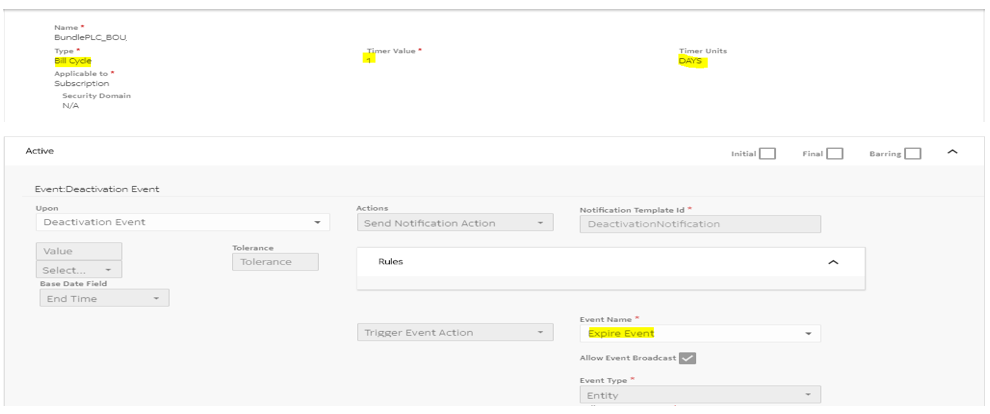 Name *
BundlePLC_BOU
Type * Timer Value * Timer Units
Bill Cycle 1 DAYS
Applicable to *
Subscription
Security Domain
N/A
Active Initial Final Barring
Event:Deactivation Event
Upon Actions Notification Template Id *
Deactivation Event Send Notification Action DeactivationNotification
Value Tolerance
Select... Tolerance Rules
Base Date Field
End Time
Event Name *
Trigger Event Action Expire Event
Allow Event Broadcast
Event Type *
Entity